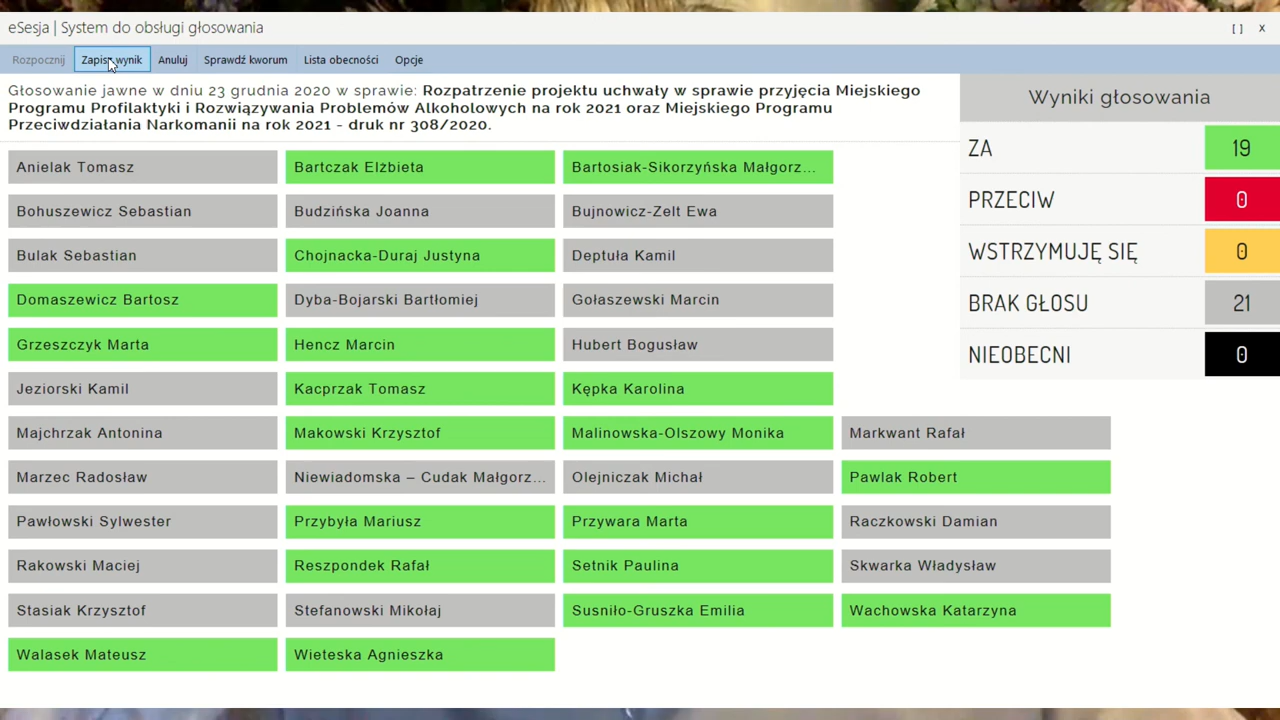 eSesja | System do obsługi głosowania
[ ] X
Rozpocznij Zapisz wynik Anuluj Sprawdź kworum Lista obecności Opcje
Głosowanie jawne w dniu 23 grudnia 2020 w sprawie: Rozpatrzenie projektu uchwały w sprawie przyjęcia Miejskiego
Programu Profilaktyki i Rozwiązywania Problemów Alkoholowych na rok 2021 oraz Miejskiego Programu
Przeciwdziałania Narkomanii na rok 2021 - druk nr 308/2020.
Wyniki głosowania
ZA 19
PRZECIW 0
WSTRZYMUJĘ SIĘ 0
BRAK GŁOSU 21
NIEOBECNI 0
Anielak Tomasz Bartczak Elżbieta Bartosiak-Sikorzyńska Małgorz...
Bohuszewicz Sebastian Budzińska Joanna Bujnowicz-Zelt Ewa
Bulak Sebastian Chojnacka-Duraj Justyna Deptuła Kamil
Domaszewicz Bartosz Dyba-Bojarski Bartłomiej Gołaszewski Marcin
Grzeszczyk Marta Hencz Marcin Hubert Bogusław
Jeziorski Kamil Kacprzak Tomasz Kępka Karolina
Majchrzak Antonina Makowski Krzysztof Malinowska-Olszowy Monika Markwant Rafał
Marzec Radosław Niewiadomska – Cudak Małgorz... Olejniczak Michał Pawlak Robert
Pawłowski Sylwester Przybyła Mariusz Przywara Marta Raczkowski Damian
Rakowski Maciej Reszpondek Rafał Setnik Paulina Skwarka Władysław
Stasiak Krzysztof Stefanowski Mikołaj Susniło-Gruszka Emilia Wachowska Katarzyna
Walasek Mateusz Wieteska Agnieszka